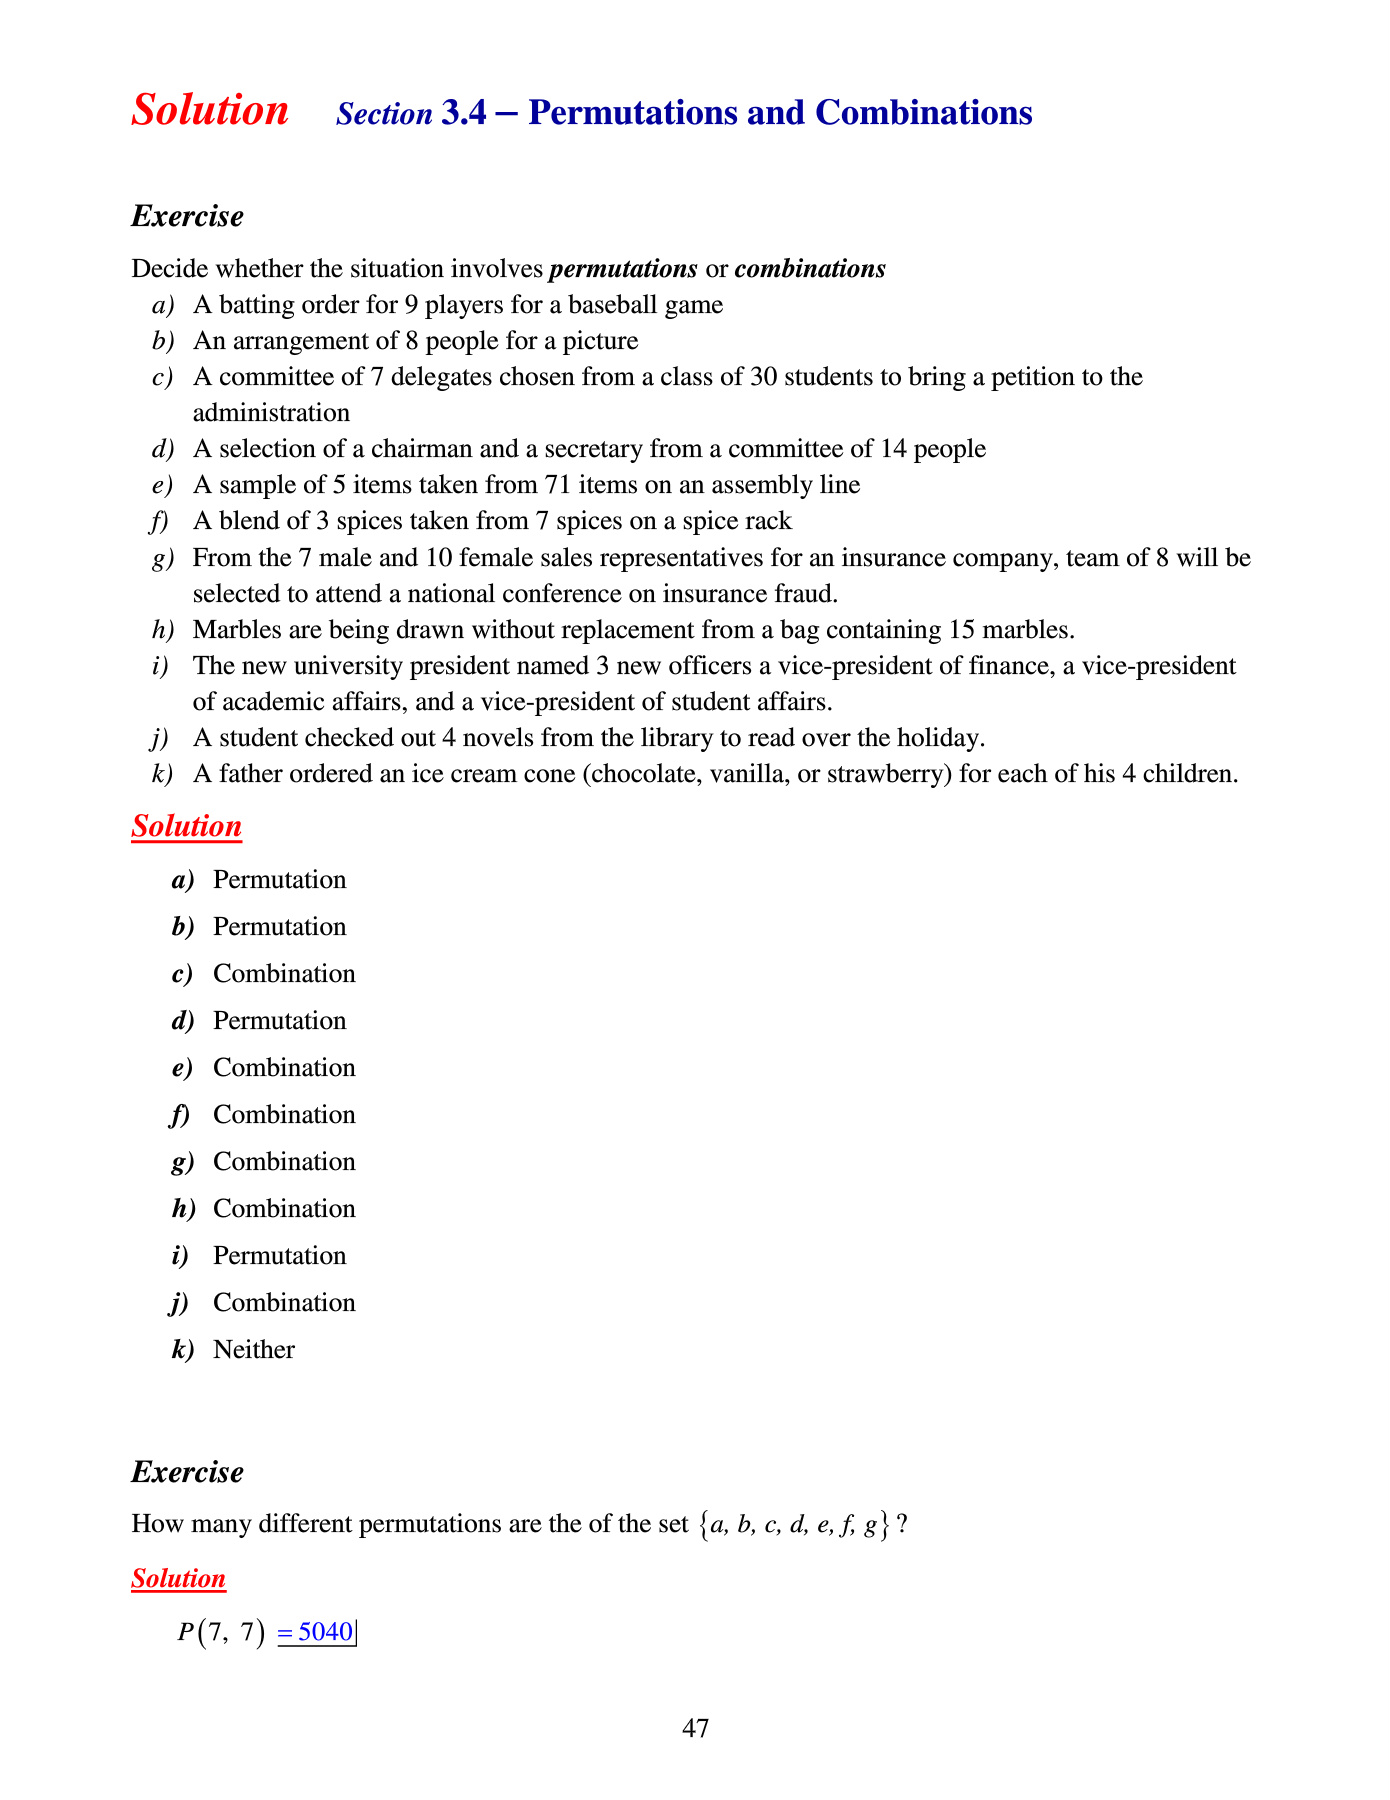 Solution Section 3.4 – Permutations and Combinations
Exercise
Decide whether the situation involves permutations or combinations
a) A batting order for 9 players for a baseball game
b) An arrangement of 8 people for a picture
c) A committee of 7 delegates chosen from a class of 30 students to bring a petition to the
administration
d) A selection of a chairman and a secretary from a committee of 14 people
e) A sample of 5 items taken from 71 items on an assembly line
f) A blend of 3 spices taken from 7 spices on a spice rack
g) From the 7 male and 10 female sales representatives for an insurance company, team of 8 will be
selected to attend a national conference on insurance fraud.
h) Marbles are being drawn without replacement from a bag containing 15 marbles.
i) The new university president named 3 new officers a vice-president of finance, a vice-president
of academic affairs, and a vice-president of student affairs.
j) A student checked out 4 novels from the library to read over the holiday.
k) A father ordered an ice cream cone (chocolate, vanilla, or strawberry) for each of his 4 children.
Solution
a) Permutation
b) Permutation
c) Combination
d) Permutation
e) Combination
f) Combination
g) Combination
h) Combination
i) Permutation
j) Combination
k) Neither
Exercise
How many different permutations are the of the set {a, b, c, d, e, f, g} ?
Solution
P(7, 7) = 5040
47